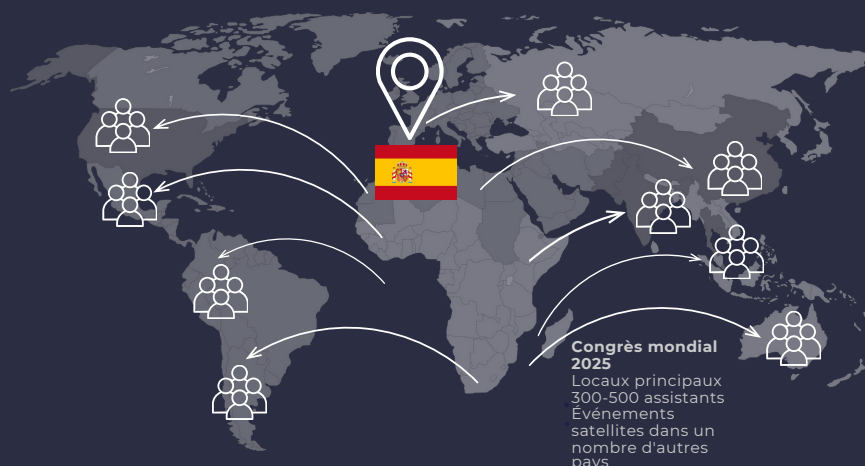 Congrès mondial
2025
Locaux principaux
300-500 assistants
Événements
satellites dans un
nombre d'autres
pays